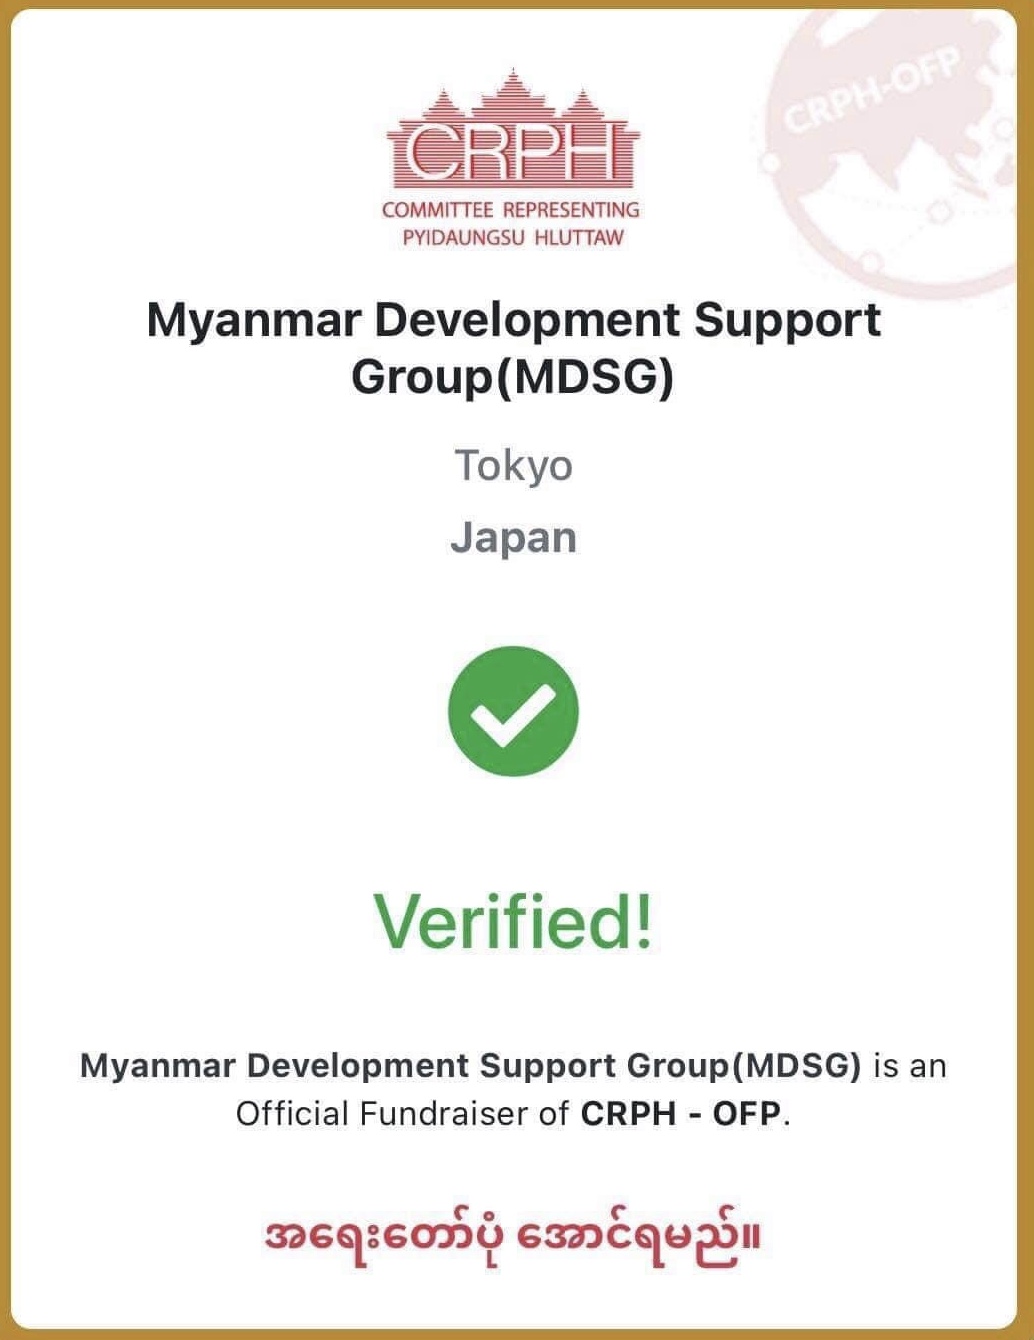 CRPH-OFP
CRPH
COMMITTEE REPRESENTING
PYIDAUNGSU HLUTTAW
Myanmar Development Support
Group(MDSG)
Tokyo
Japan
Verified!
Myanmar Development Support Group(MDSG) is an
Official Fundraiser of CRPH - OFP.
အရေးတော်ပုံ အောင်ရမည်။